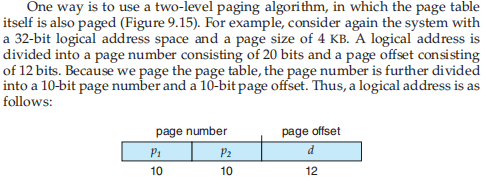 One way is to use a two-level paging algorithm, in which the page table
itself is also paged (Figure 9.15). For example, consider again the system with
a 32-bit logical address space and a page size of 4 KB. A logical address is
divided into a page number consisting of 20 bits and a page offset consisting
of 12 bits. Because we page the page table, the page number is further divided
into a 10-bit page number and a 10-bit page offset. Thus, a logical address is as
follows:
page number page offset
p1 p2 d
10 10 12